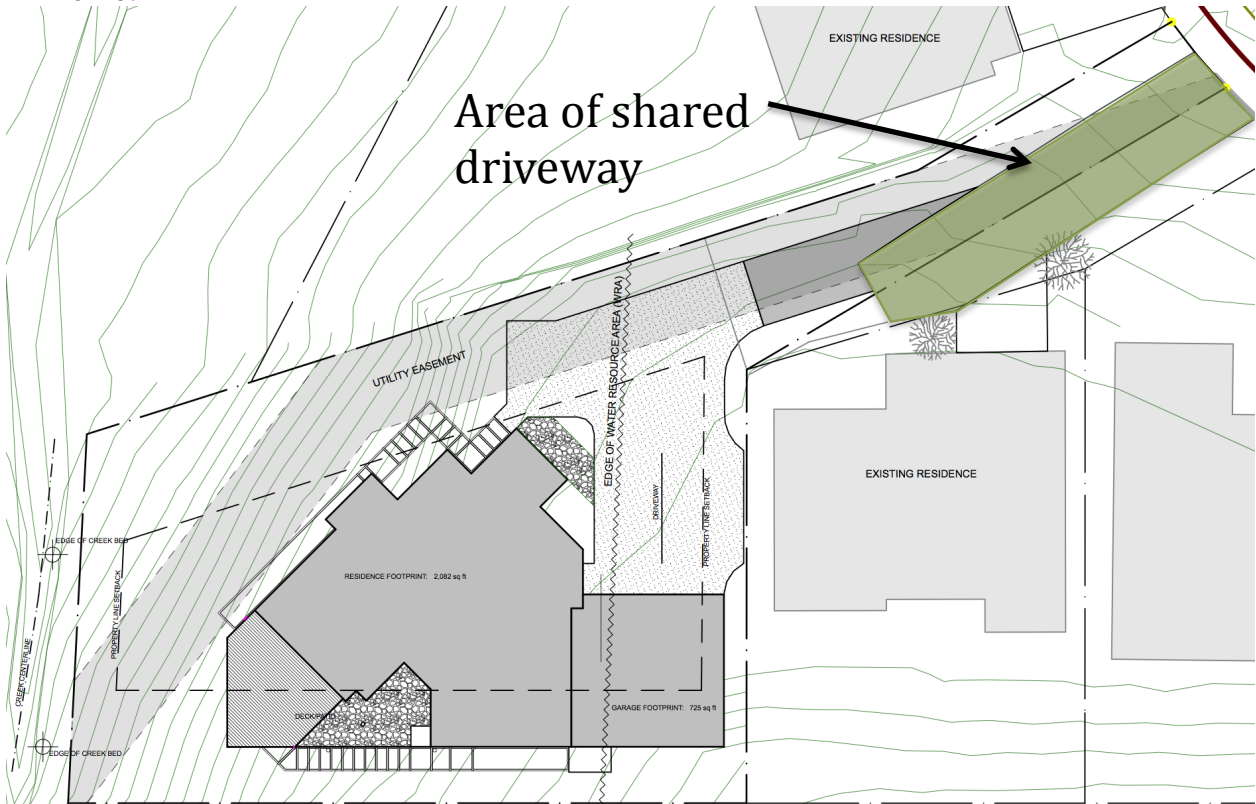 EXISTING RESIDENCE
Area of shared
driveway
UTILITY EASEMENT
EDGE OF WATER RESOURCE AREA (WRA)
EXISTING RESIDENCE
DRIVEWAY
PROPERTY LINE SETBACK
EDGE OF CREEK BED
RESIDENCE FOOTPRINT: 2,082 sq ft
PROPERTY LINE SETBACK
CREEK CENTERLINE
DECK/PATIO
GARAGE FOOTPRINT: 725 sq ft
EDGE OF CREEK BED